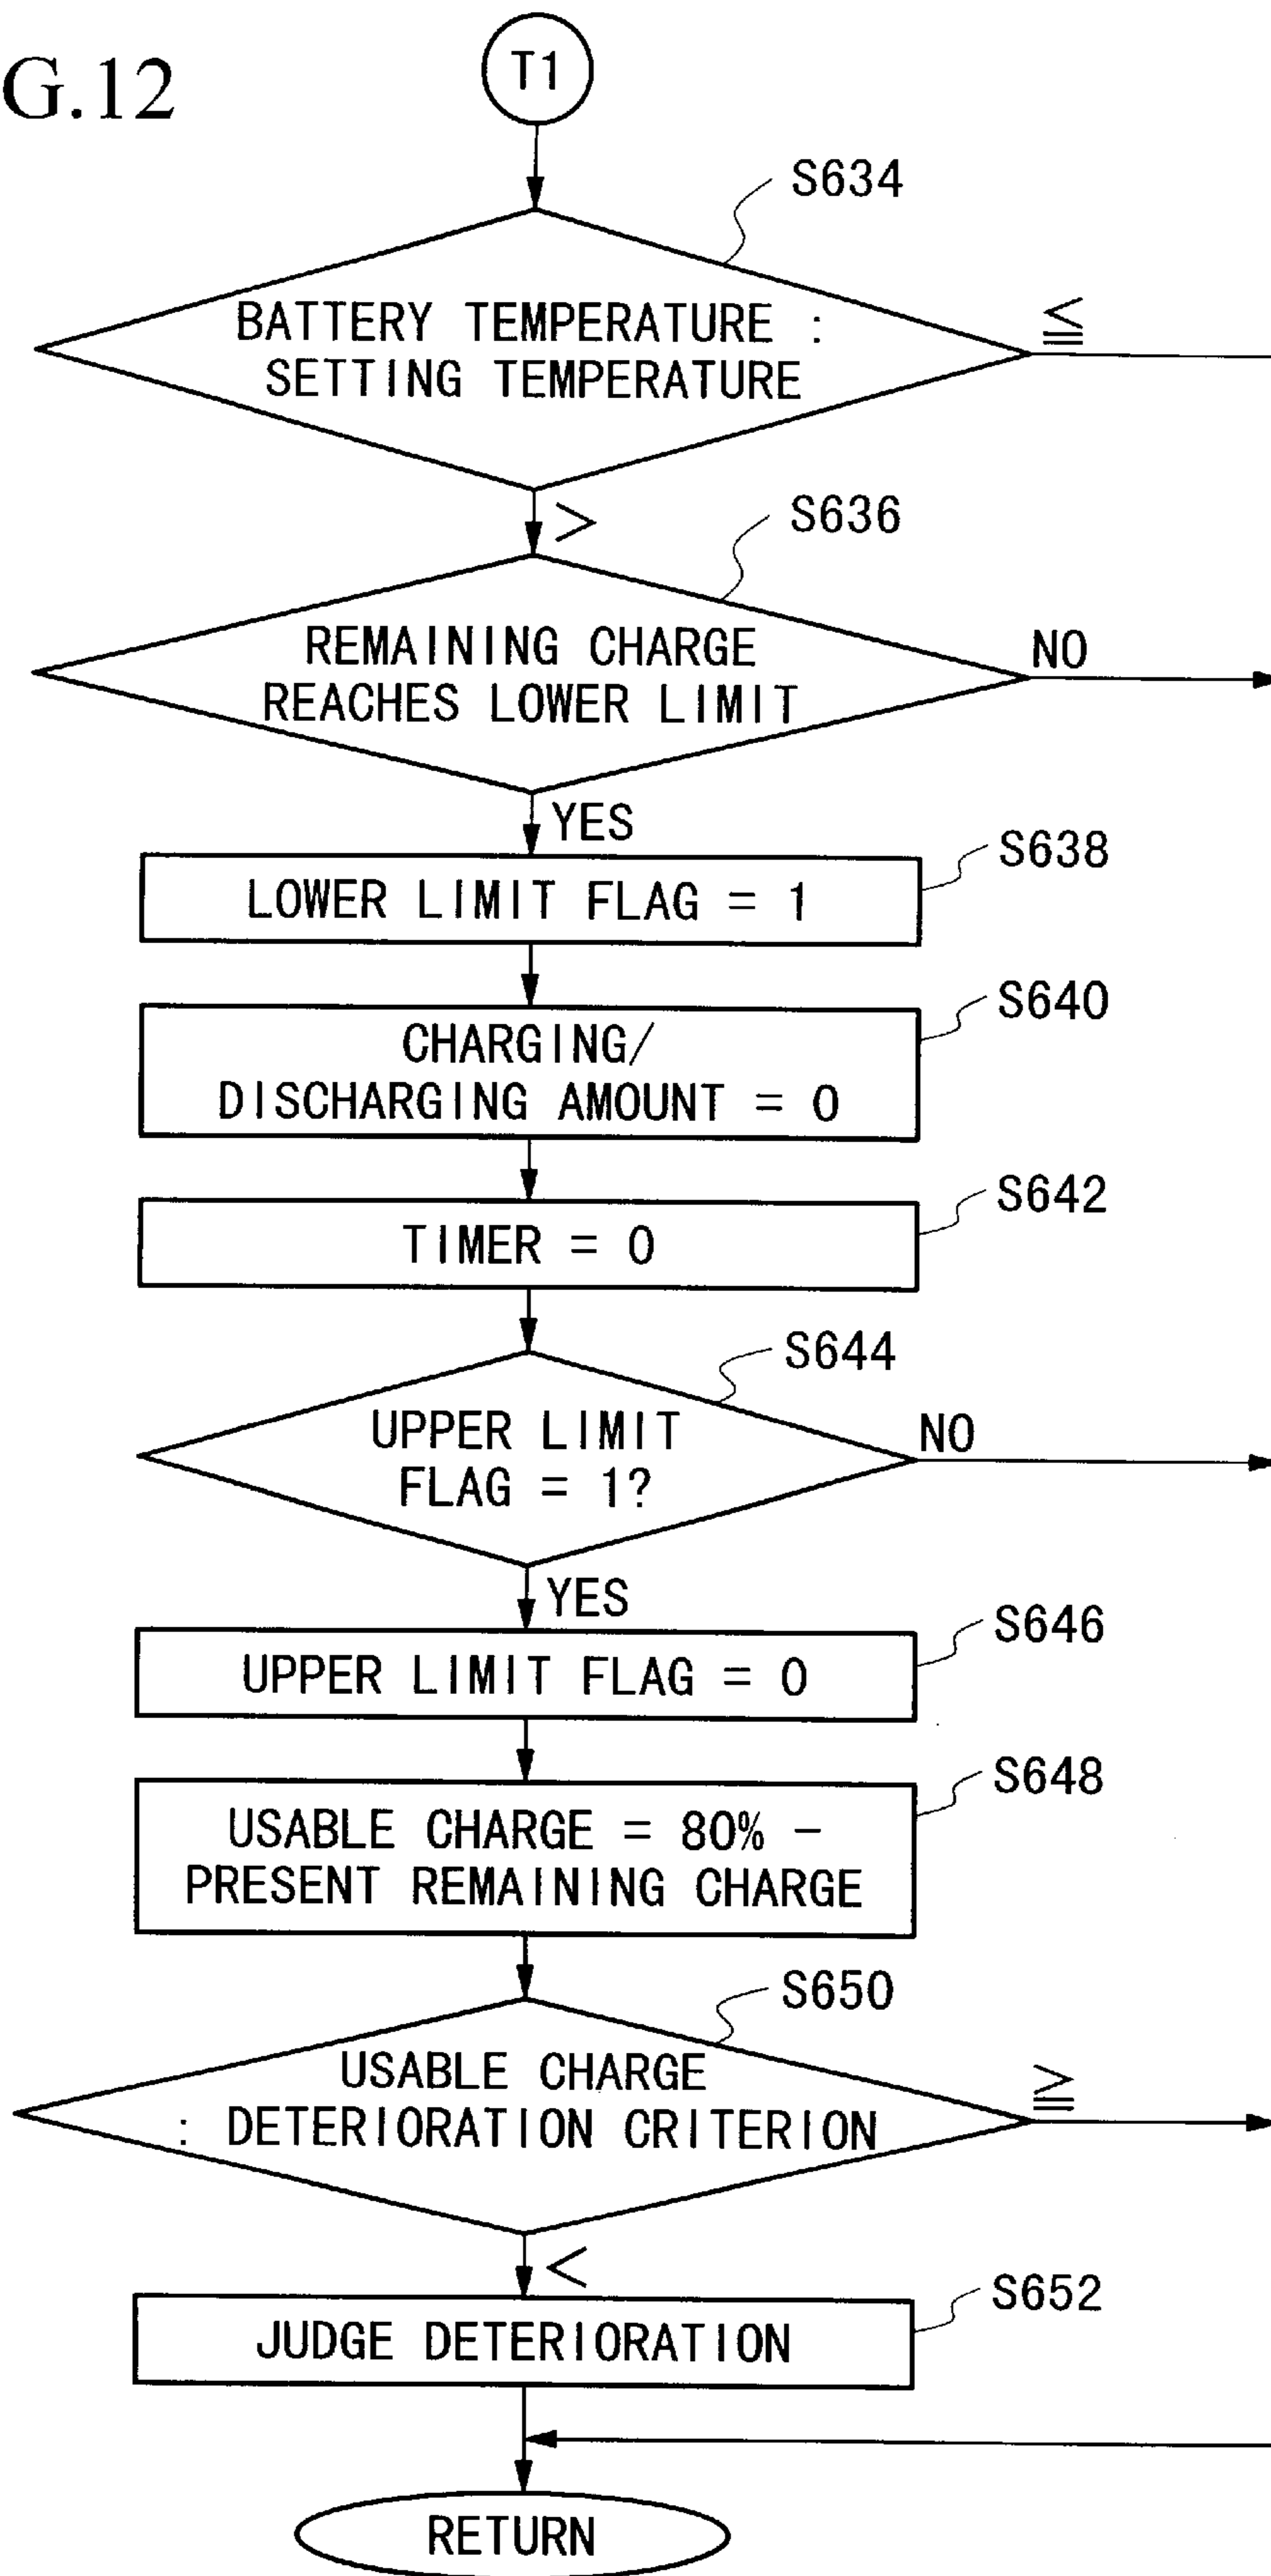 G.12
T1
S634
BATTERY TEMPERATURE :
SETTING TEMPERATURE
≦
>
S636
REMAINING CHARGE
REACHES LOWER LIMIT
NO
YES
S638
LOWER LIMIT FLAG = 1
S640
CHARGING/
DISCHARGING AMOUNT = 0
S642
TIMER = 0
S644
UPPER LIMIT
FLAG = 1?
NO
YES
S646
UPPER LIMIT FLAG = 0
S648
USABLE CHARGE = 80% -
PRESENT REMAINING CHARGE
S650
USABLE CHARGE
: DETERIORATION CRITERION
≧
<
S652
JUDGE DETERIORATION
RETURN